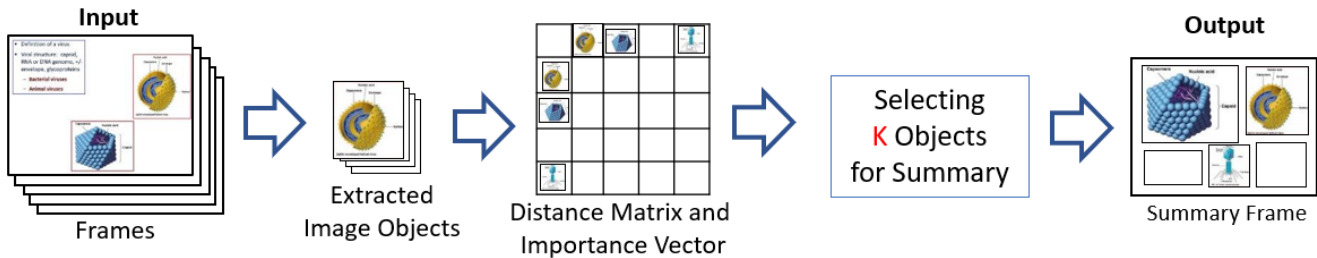 Input
• Definition of a virus
• Viral structure: capsid,
RNA or DNA genome, +/-
envelope, glycoproteins
– Bacterial viruses
– Animal viruses
Frames
Extracted
Image Objects
Distance Matrix and
Importance Vector
Selecting
K Objects
for Summary
Output
Capsomere
Nucleic acid
Capsid
Summary Frame